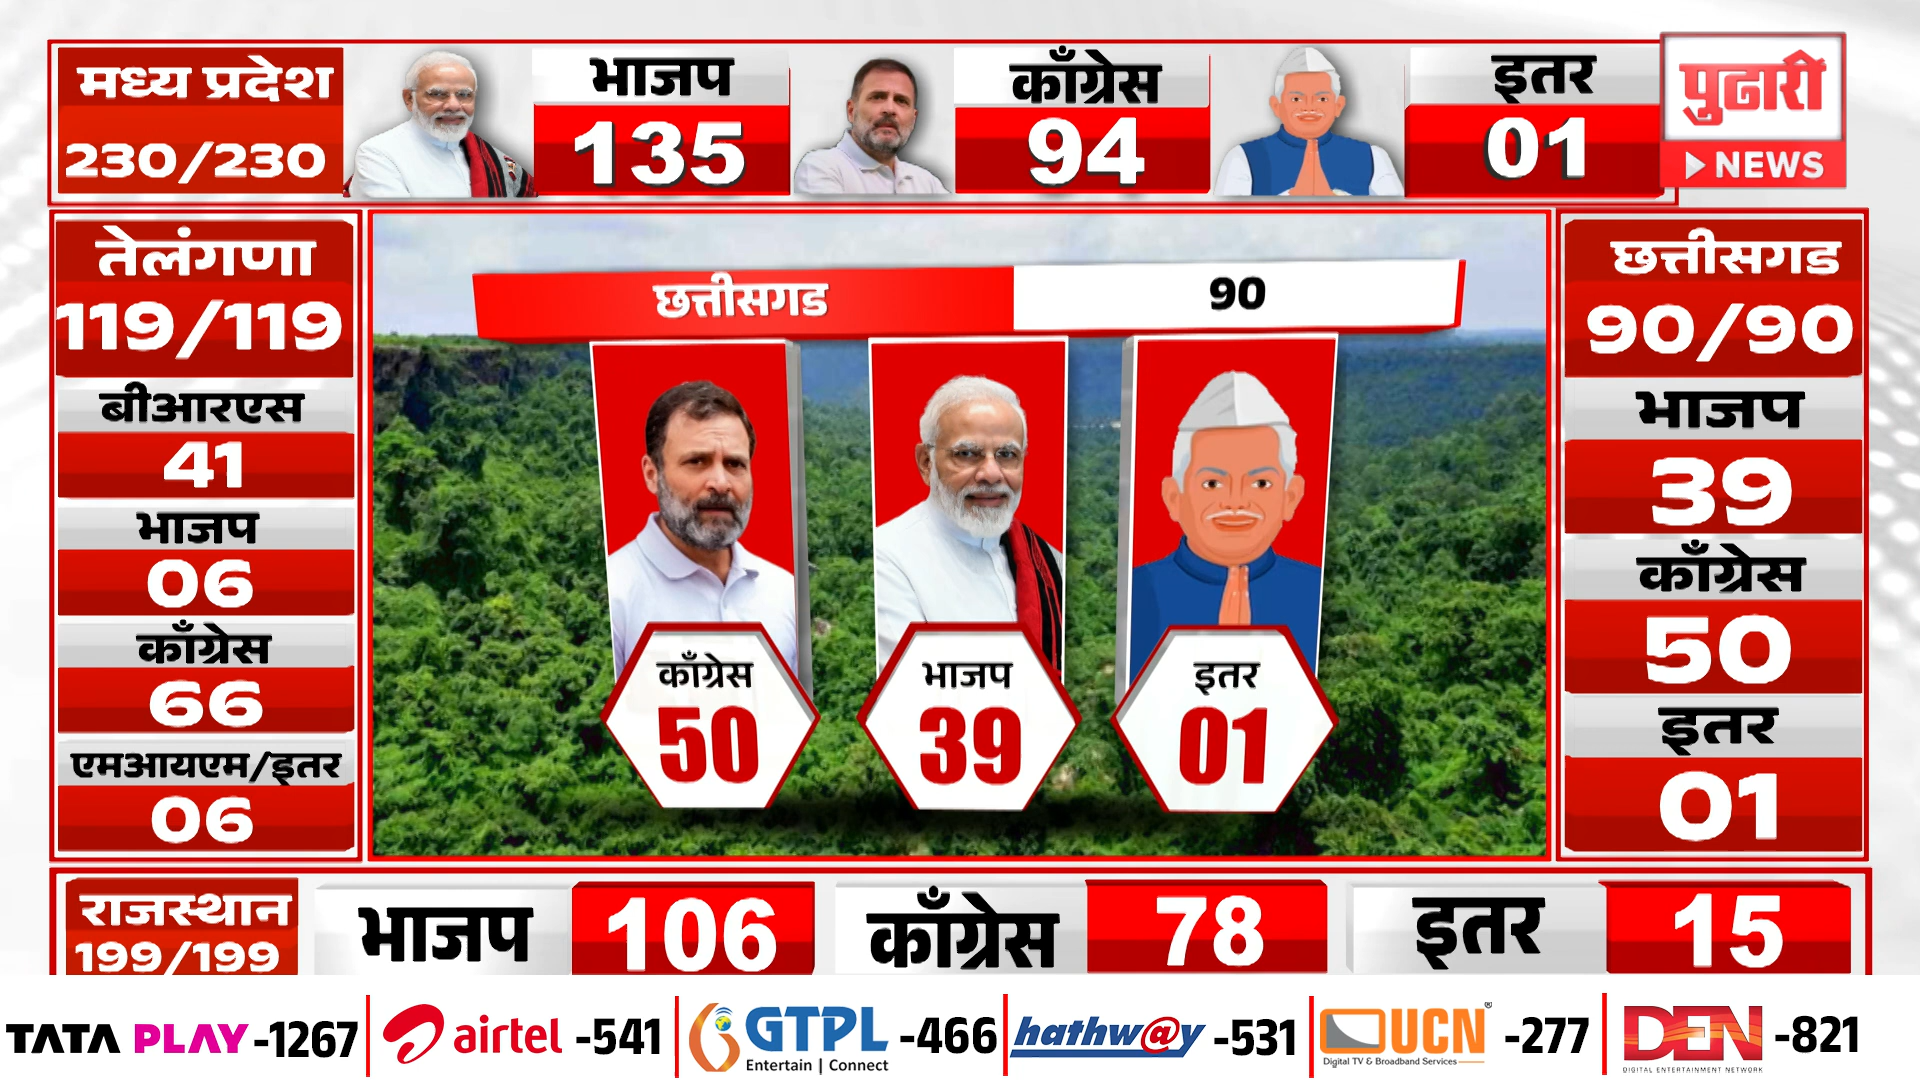 मध्य प्रदेश
230/230
भाजप
135
काँग्रेस
94
इतर
01
पुढारी
NEWS
तेलंगणा
119/119
बीआरएस
41
भाजप
06
काँग्रेस
66
एमआयएम/इतर
06
छत्तीसगड
90
काँग्रेस
50
भाजप
39
इतर
01
छत्तीसगड
90/90
भाजप
39
काँग्रेस
50
इतर
01
राजस्थान
199/199
भाजप
106
काँग्रेस
78
इतर
15
TATA PLAY -1267
airtel -541
GTPL -466
Entertain | Connect
hathw@y -531
UCN® -277
Digital TV & Broadband Services
DEN -821
DIGITAL ENTERTAINMENT NETWORK